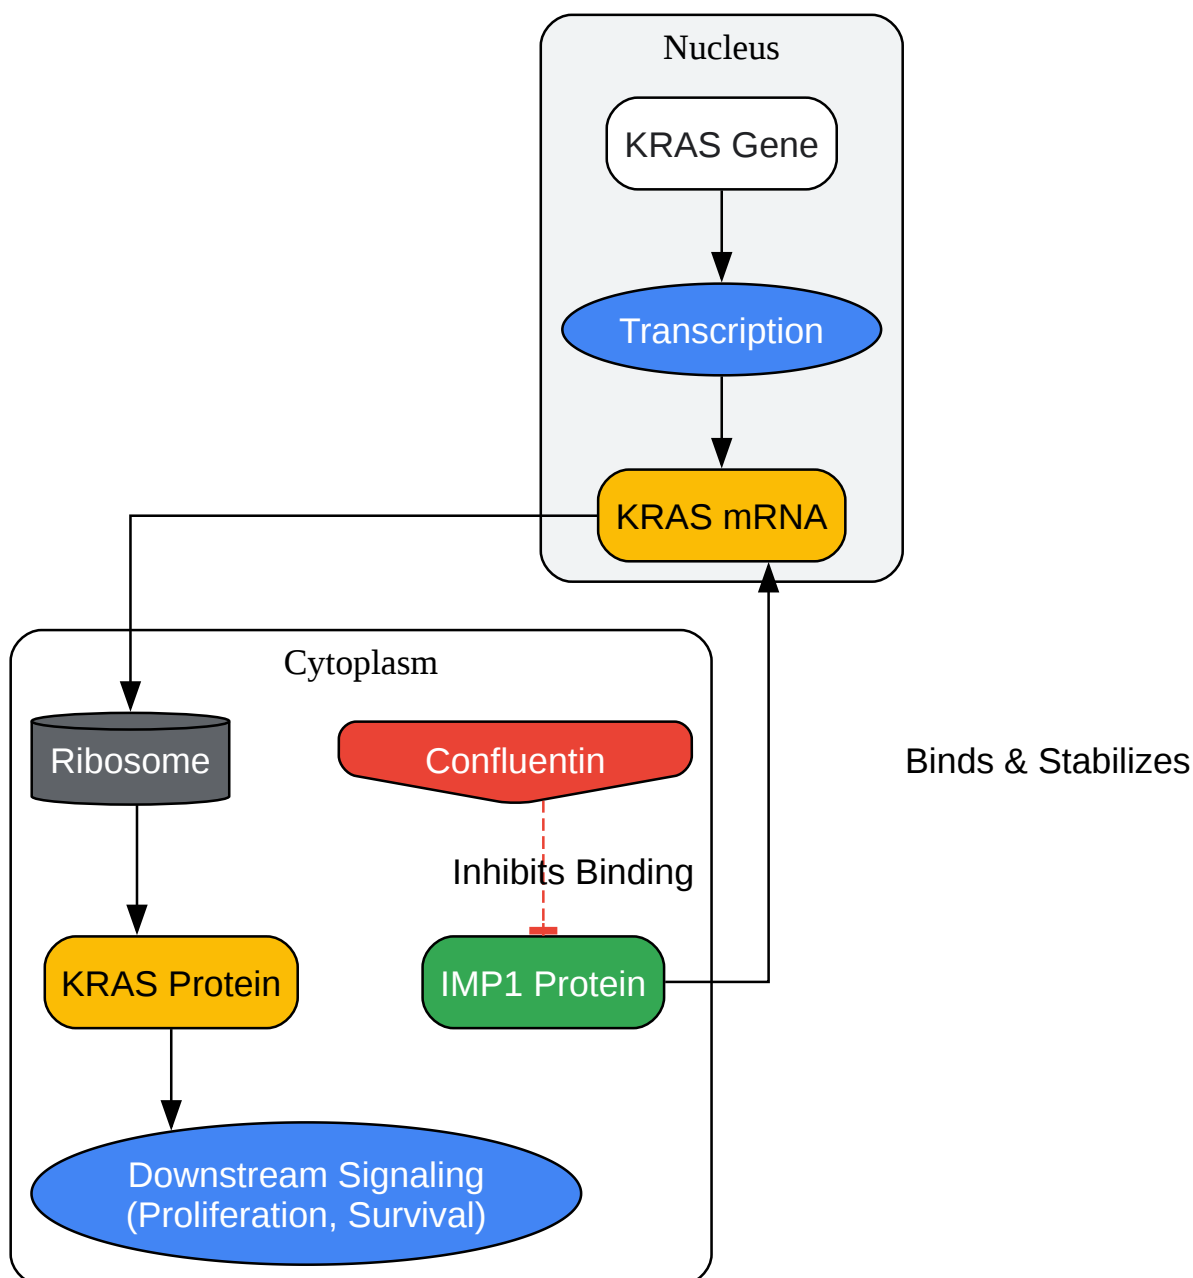 Nucleus
KRAS Gene
Transcription
KRAS mRNA
Cytoplasm
Ribosome
Confluentin
Binds & Stabilizes
Inhibits Binding
KRAS Protein
IMP1 Protein
Downstream Signaling
(Proliferation, Survival)